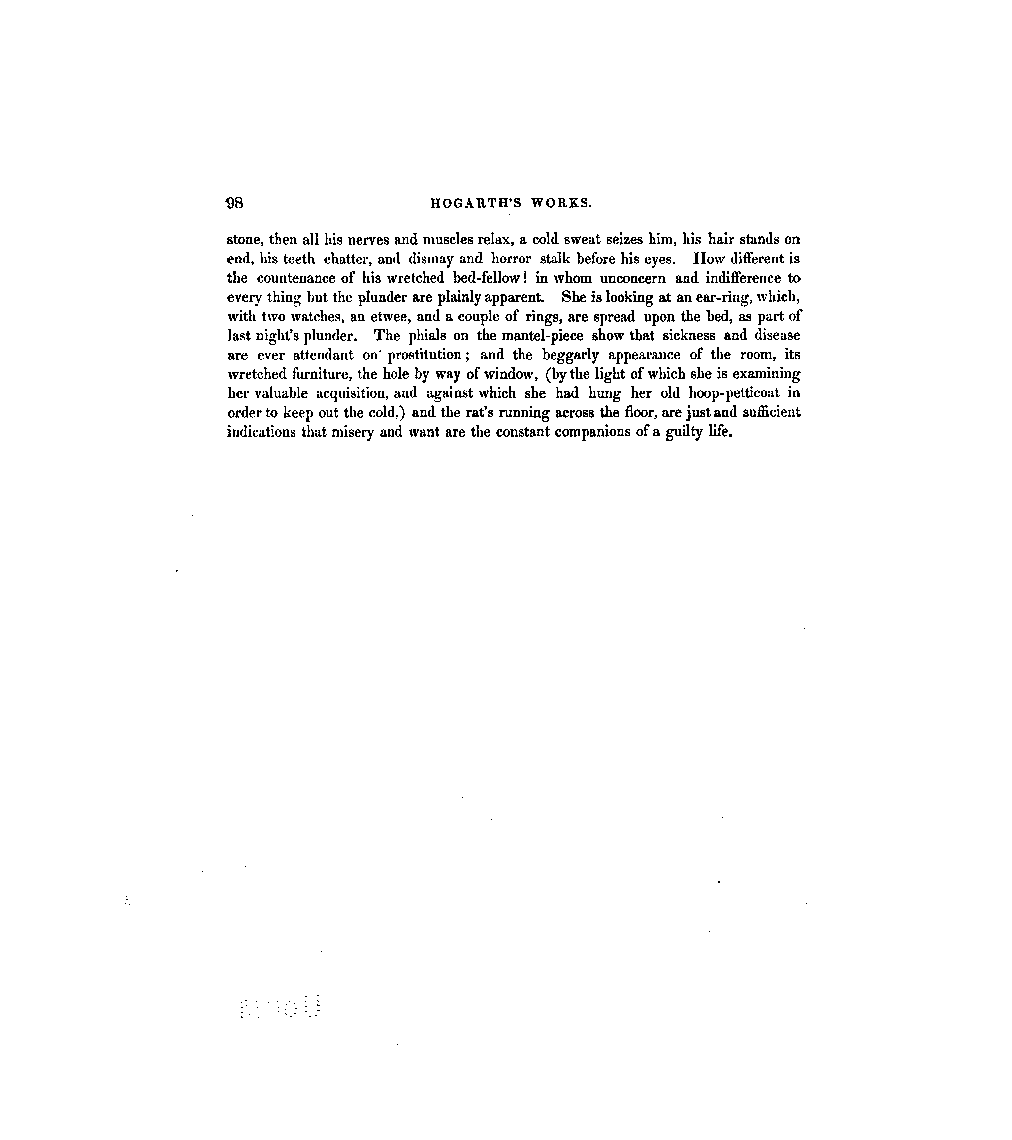 98 HOGARTH'S WORKS.
stone, then all his nerves and muscles relax, a cold sweat seizes him, his hair stands on
end, his teeth chatter, and dismay and horror stalk before his eyes. How different is
the countenance of his wretched bed-fellow! in whom unconcern and indifference to
every thing but the plunder are plainly apparent. She is looking at an ear-ring, which,
with two watches, an etwee, and a couple of rings, are spread upon the bed, as part of
last night's plunder. The phials on the mantel-piece show that sickness and disease
are ever attendant on prostitution; and the beggarly appearance of the room, its
wretched furniture, the hole by way of window, (by the light of which she is examining
her valuable acquisition, and against which she had hung her old hoop-petticoat in
order to keep out the cold,) and the rat's running across the floor, are just and sufficient
indications that misery and want are the constant companions of a guilty life.